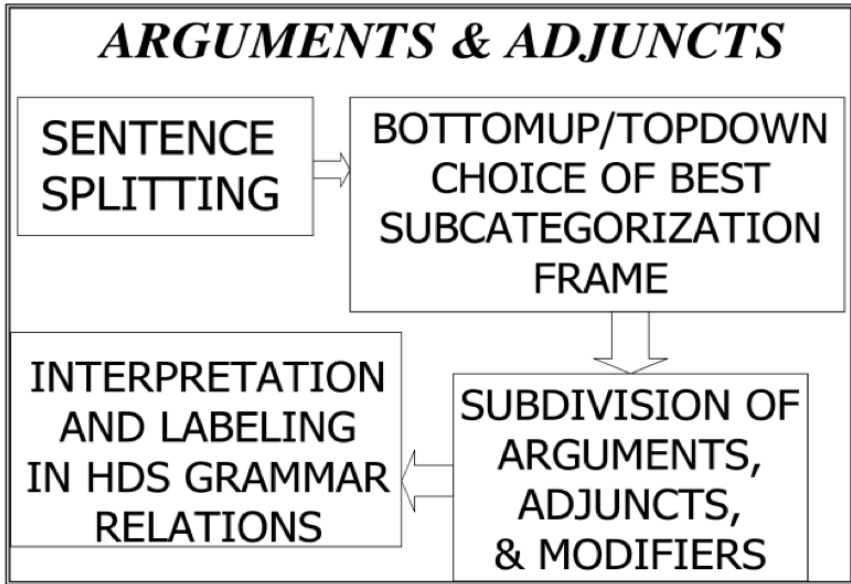 ARGUMENTS & ADJUNCTS
SENTENCE
SPLITTING
BOTTOMUP/TOPDOWN
CHOICE OF BEST
SUBCATEGORIZATION
FRAME
SUBDIVISION OF
ARGUMENTS,
ADJUNCTS,
& MODIFIERS
INTERPRETATION
AND LABELING
IN HDS GRAMMAR
RELATIONS